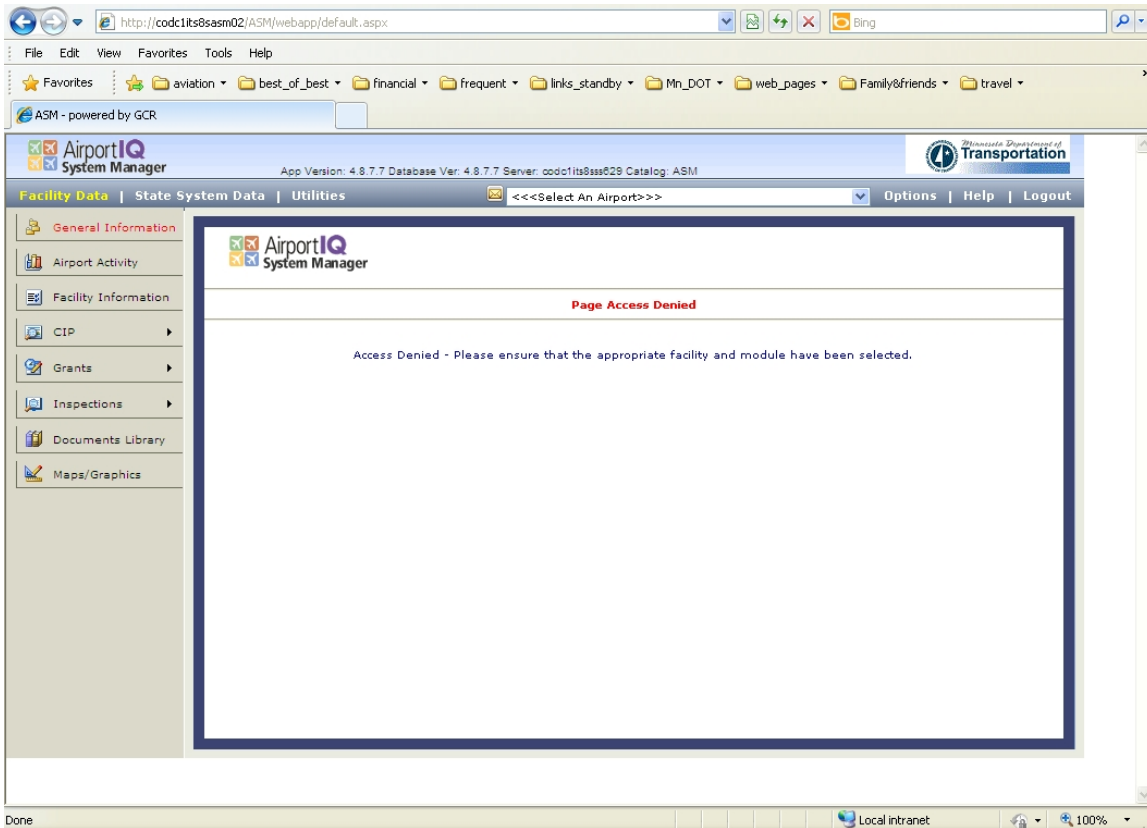 http://codc1its8sasm02/ASM/webapp/default.aspx
Bing
File Edit View Favorites Tools Help
Favorites aviation best_of_best financial frequent links_standby Mn_DOT web_pages Family&friends travel
ASM - powered by GCR
AirportIQ
System Manager
App Version: 4.8.7.7 Database Ver: 4.8.7.7 Server: codc1its8sss629 Catalog: ASM
Minnesota Department of
Transportation
Facility Data | State System Data | Utilities <<<Select An Airport>>> Options | Help | Logout
General Information
Airport Activity
Facility Information
CIP
Grants
Inspections
Documents Library
Maps/Graphics
AirportIQ
System Manager
Page Access Denied
Access Denied - Please ensure that the appropriate facility and module have been selected.
Done Local intranet 100%